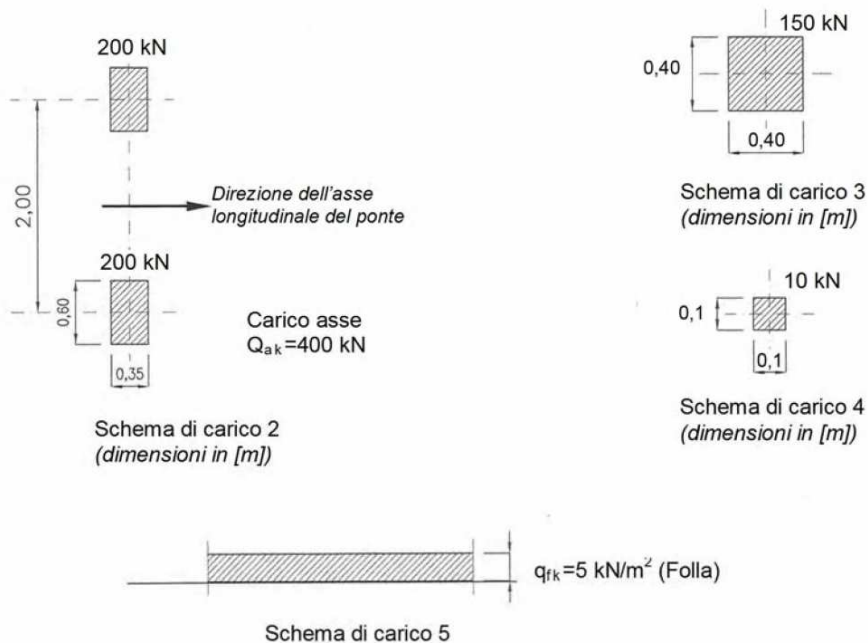 200 kN
2,00
Direzione dell'asse
longitudinale del ponte
200 kN
0,60
0,35
Carico asse
Qak=400 kN
Schema di carico 2
(dimensioni in [m])
150 kN
0,40
0,40
Schema di carico 3
(dimensioni in [m])
10 kN
0,1
0,1
Schema di carico 4
(dimensioni in [m])
qfk=5 kN/m² (Folla)
Schema di carico 5